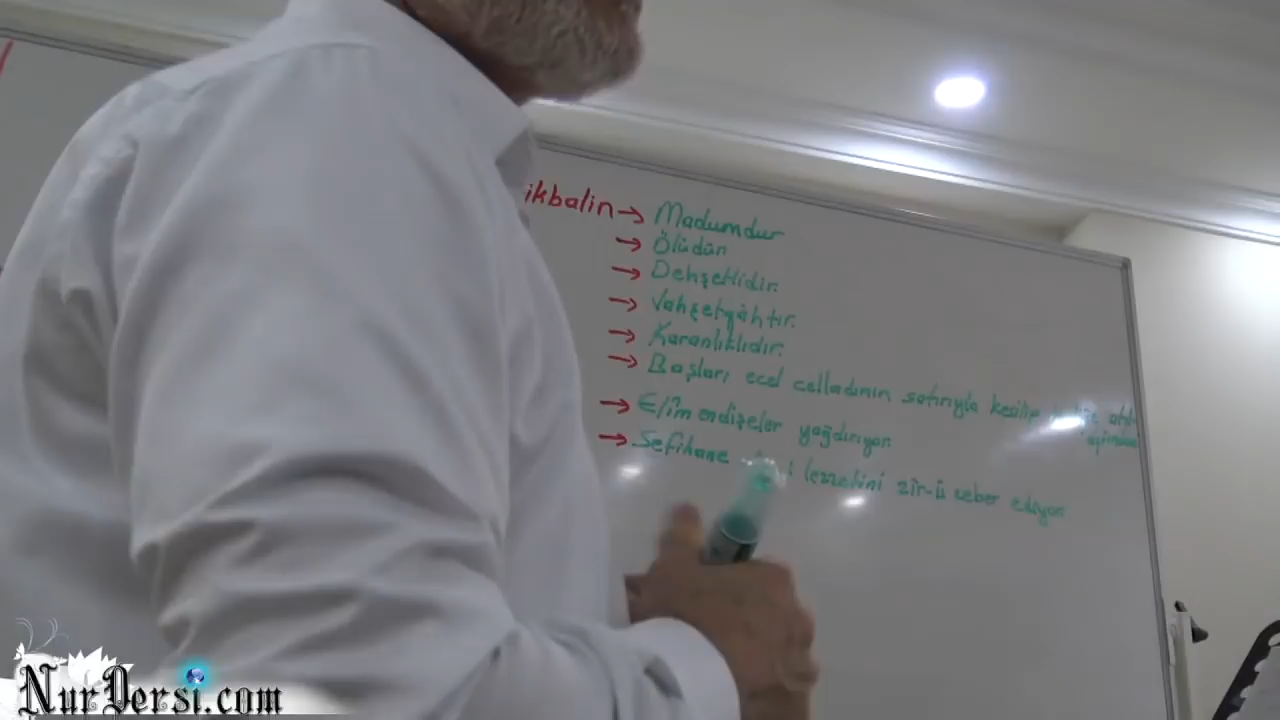 ikbalin → Madumdur
→ Ölüdür
→ Dehşetlidir.
→ Vahşetgâhtır.
→ Karanlıklıdır.
→ Başları ecel celladının satırıyla kesilip
→ Elîm endişeler yağdırıyor
→ Sefihane lezzetini zîr-ü zeber ediyor
NurDersi.com